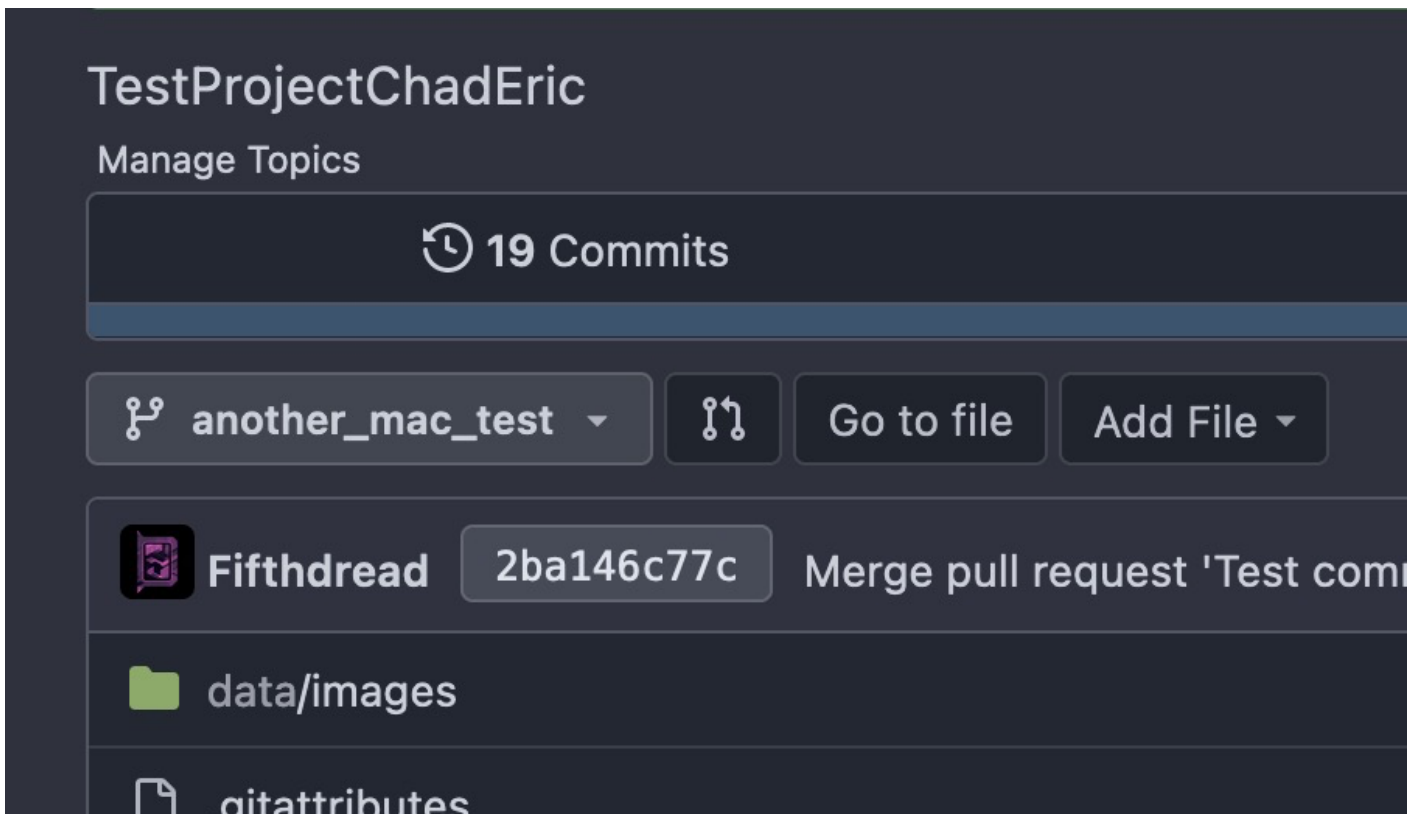 TestProjectChadEric
Manage Topics
19 Commits
another_mac_test Go to file Add File
Fifthdread 2ba146c77c Merge pull request 'Test
data/images
.gitattributes